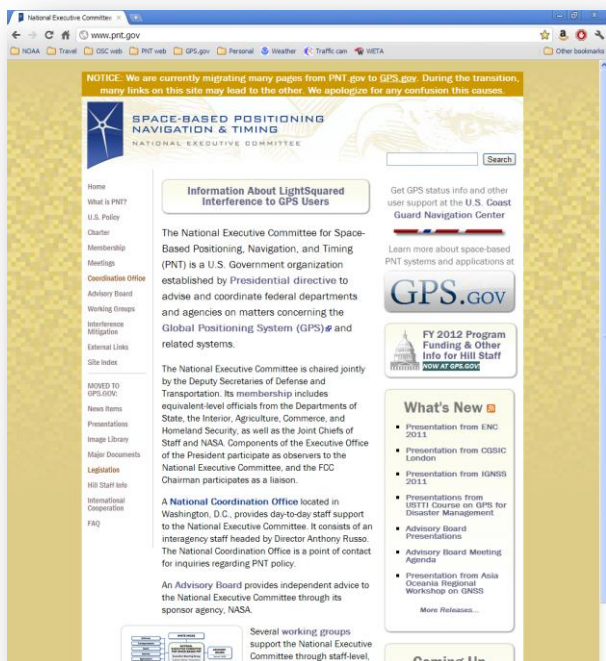 National Executive Committee
www.pnt.gov
NOAA
Travel
OSC web
PNT web
GPS.gov
Personal
Weather
Traffic cam
WETA
Other bookmarks
NOTICE: We are currently migrating many pages from PNT.gov to GPS.gov. During the transition,
many links on this site may lead to the other. We apologize for any confusion this causes.
SPACE-BASED POSITIONING
NAVIGATION & TIMING
NATIONAL EXECUTIVE COMMITTEE
Search
Home
What is PNT?
U.S. Policy
Charter
Membership
Meetings
Coordination Office
Advisory Board
Working Groups
Interference
Mitigation
External Links
Site Index
MOVED TO
GPS.GOV:
News Items
Presentations
Image Library
Major Documents
Legislation
Hill Staff Info
International
Cooperation
FAQ
Information About LightSquared
Interference to GPS Users
The National Executive Committee for Space-
Based Positioning, Navigation, and Timing
(PNT) is a U.S. Government organization
established by Presidential directive to
advise and coordinate federal departments
and agencies on matters concerning the
Global Positioning System (GPS) and
related systems.
The National Executive Committee is chaired jointly
by the Deputy Secretaries of Defense and
Transportation. Its membership includes
equivalent-level officials from the Departments of
State, the Interior, Agriculture, Commerce, and
Homeland Security, as well as the Joint Chiefs of
Staff and NASA. Components of the Executive Office
of the President participate as observers to the
National Executive Committee, and the FCC
Chairman participates as a liaison.
A National Coordination Office located in
Washington, D.C., provides day-to-day staff support
to the National Executive Committee. It consists of an
interagency staff headed by Director Anthony Russo.
The National Coordination Office is a point of contact
for inquiries regarding PNT policy.
An Advisory Board provides independent advice to
the National Executive Committee through its
sponsor agency, NASA.
Several working groups
support the National Executive
Committee through staff-level,
Get GPS status info and other
user support at the U.S. Coast
Guard Navigation Center
Learn more about space-based
PNT systems and applications at
GPS.GOV
FY 2012 Program
Funding & Other
Info for Hill Staff
NOW AT GPS.GOV!
What's New
Presentation from ENC
2011
Presentation from CGSIC
London
Presentation from IGNSS
2011
Presentations from
USTTI Course on GPS for
Disaster Management
Advisory Board
Presentations
Advisory Board Meeting
Agenda
Presentation from Asia
Oceania Regional
Workshop on GNSS
More Releases...
Coming Up